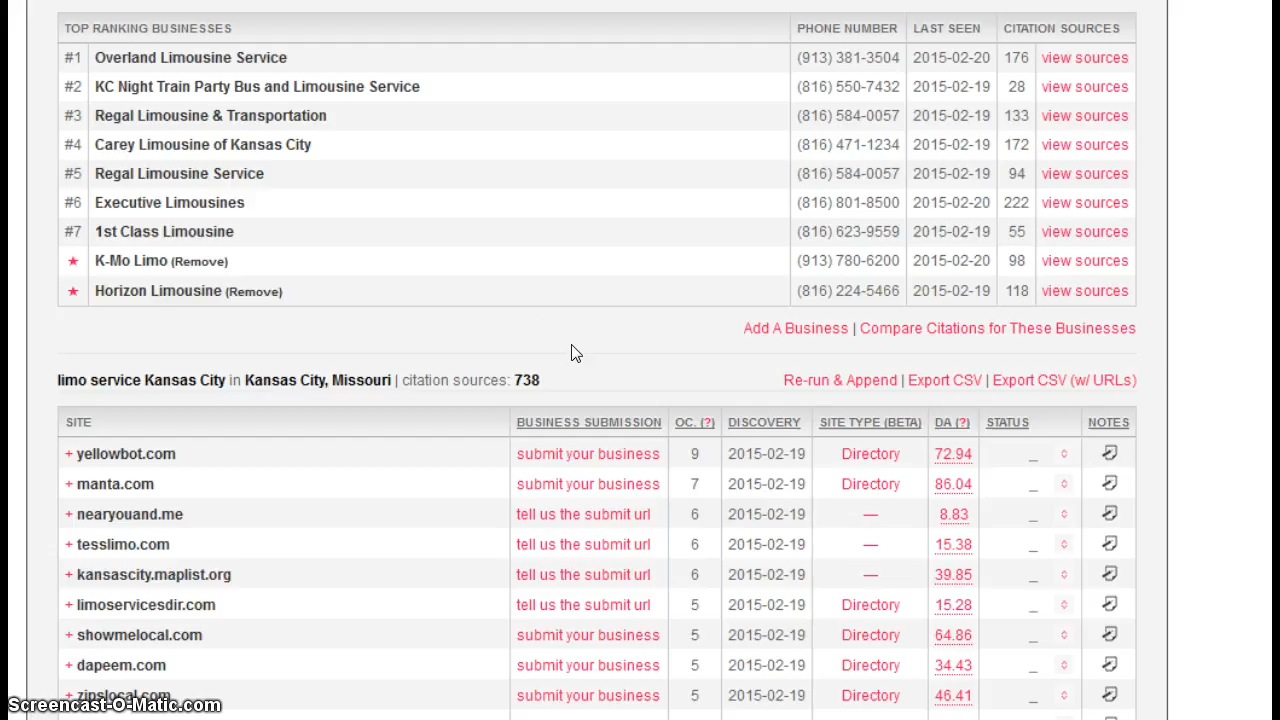 TOP RANKING BUSINESSES PHONE NUMBER LAST SEEN CITATION SOURCES
#1 Overland Limousine Service (913) 381-3504 2015-02-20 176 view sources
#2 KC Night Train Party Bus and Limousine Service (816) 550-7432 2015-02-19 28 view sources
#3 Regal Limousine & Transportation (816) 584-0057 2015-02-19 133 view sources
#4 Carey Limousine of Kansas City (816) 471-1234 2015-02-19 172 view sources
#5 Regal Limousine Service (816) 584-0057 2015-02-19 94 view sources
#6 Executive Limousines (816) 801-8500 2015-02-20 222 view sources
#7 1st Class Limousine (816) 623-9559 2015-02-19 55 view sources
★ K-Mo Limo (Remove) (913) 780-6200 2015-02-20 98 view sources
★ Horizon Limousine (Remove) (816) 224-5466 2015-02-19 118 view sources
Add A Business | Compare Citations for These Businesses
limo service Kansas City in Kansas City, Missouri | citation sources: 738 Re-run & Append | Export CSV | Export CSV (w/ URLs)
SITE BUSINESS SUBMISSION OC. (?) DISCOVERY SITE TYPE (BETA) DA (?) STATUS NOTES
+ yellowbot.com submit your business 9 2015-02-19 Directory 72.94 _
+ manta.com submit your business 7 2015-02-19 Directory 86.04 _
+ nearyouand.me tell us the submit url 6 2015-02-19 — 8.83 _
+ tesslimo.com tell us the submit url 6 2015-02-19 — 15.38 _
+ kansascity.maplist.org tell us the submit url 6 2015-02-19 — 39.85 _
+ limoservicesdir.com tell us the submit url 5 2015-02-19 Directory 15.28 _
+ showmelocal.com submit your business 5 2015-02-19 Directory 64.86 _
+ dapeem.com submit your business 5 2015-02-19 Directory 34.43 _
+ zipslocal.com submit your business 5 2015-02-19 Directory 46.41 _
Screencast-O-Matic.com